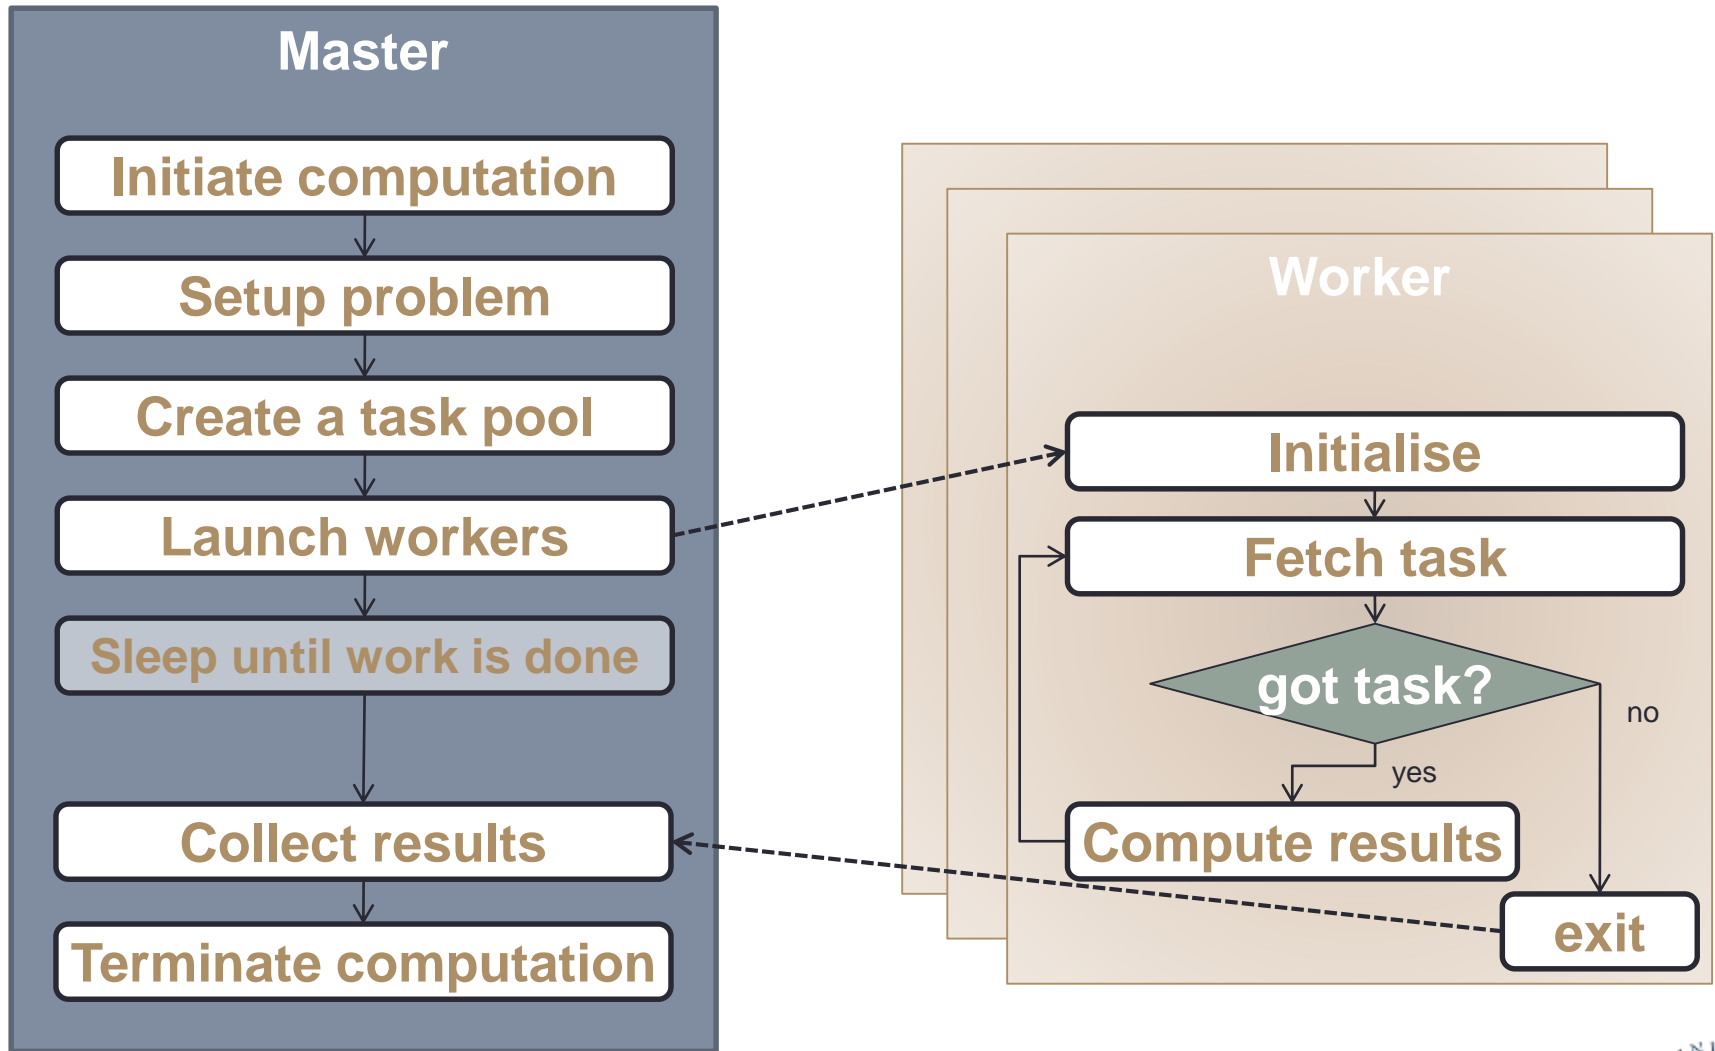 Master
Initiate computation
Setup problem
Create a task pool
Launch workers
Sleep until work is done
Collect results
Terminate computation
Worker
Initialise
Fetch task
got task?
no
yes
Compute results
exit